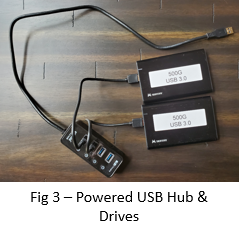 500G
USB 3.0
500G
USB 3.0
Fig 3 – Powered USB Hub &
Drives